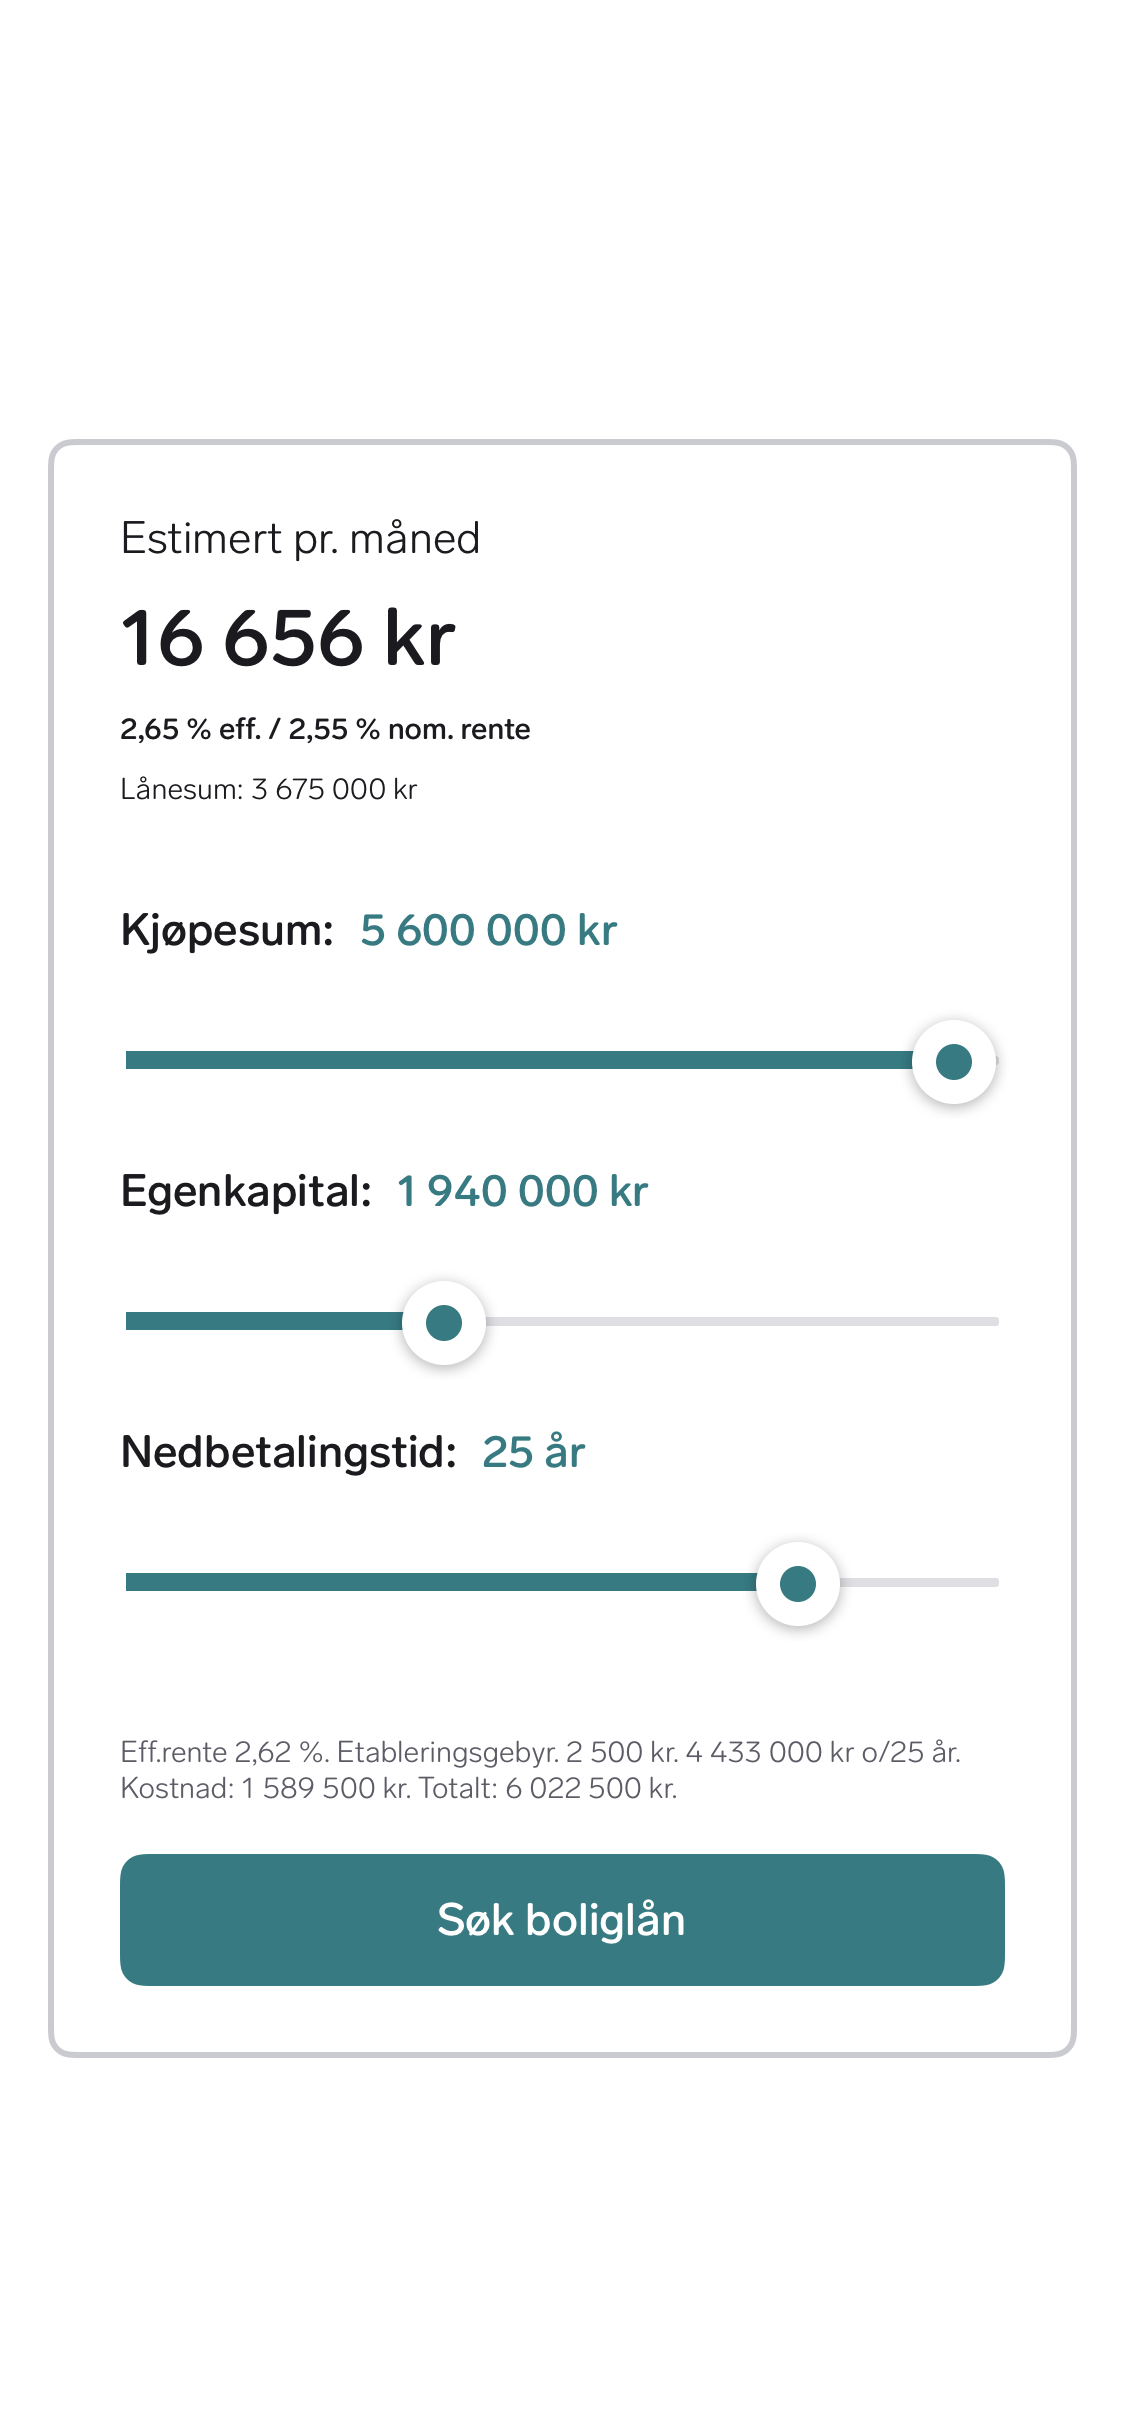 Estimert pr. måned
16 656 kr
2,65 % eff. / 2,55 % nom. rente
Lånesum: 3 675 000 kr
Kjøpesum: 5 600 000 kr
Egenkapital: 1 940 000 kr
Nedbetalingstid: 25 år
Eff.rente 2,62 %. Etableringsgebyr. 2 500 kr. 4 433 000 kr o/25 år.
Kostnad: 1 589 500 kr. Totalt: 6 022 500 kr.
Søk boliglån